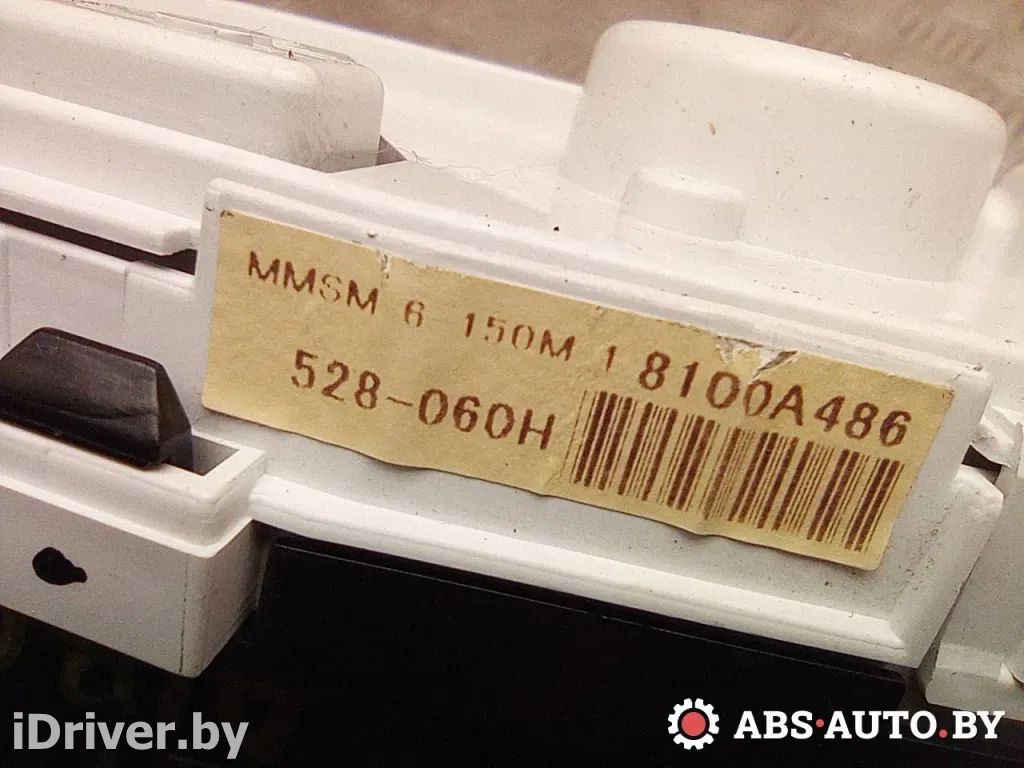 MMSM 6 150M 1 8100A486
528-060H
iDriver.by
ABS·AUTO.BY